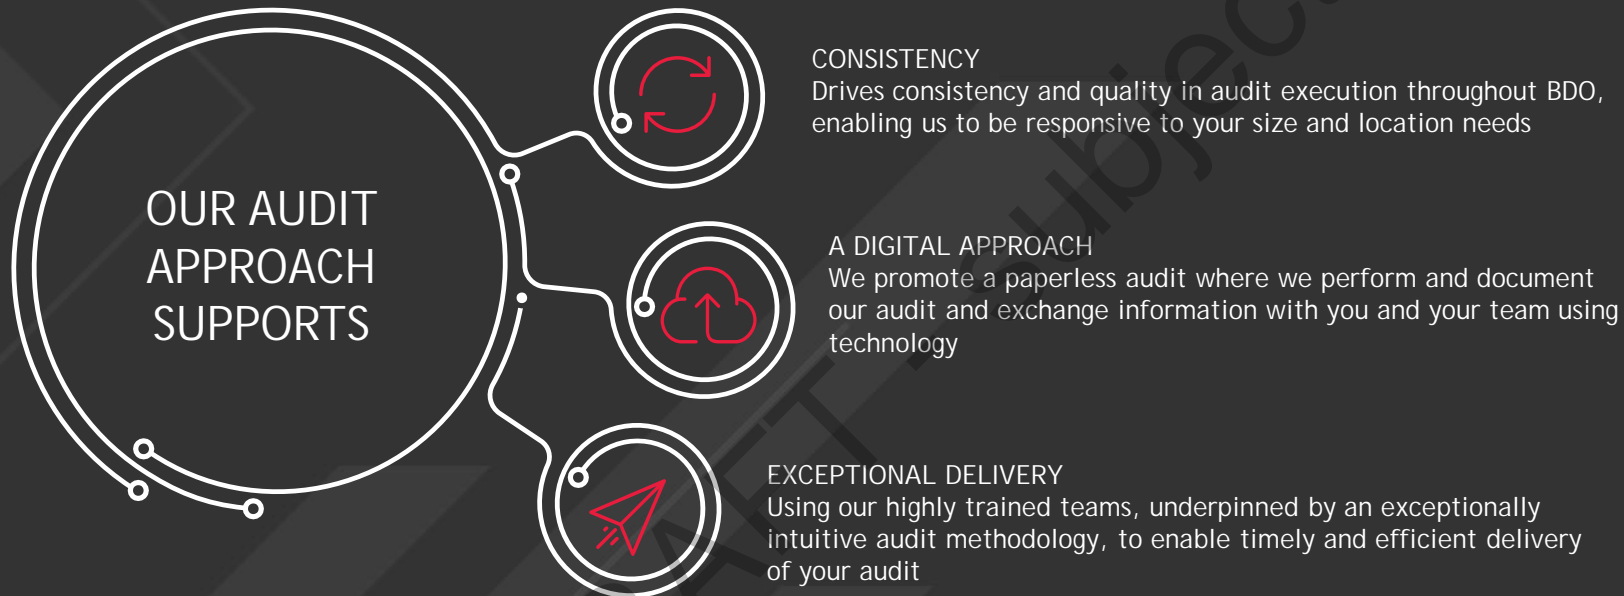 OUR AUDIT
APPROACH
SUPPORTS
CONSISTENCY
Drives consistency and quality in audit execution throughout BDO,
enabling us to be responsive to your size and location needs
A DIGITAL APPROACH
We promote a paperless audit where we perform and document
our audit and exchange information with you and your team using
technology
EXCEPTIONAL DELIVERY
Using our highly trained teams, underpinned by an exceptionally
intuitive audit methodology, to enable timely and efficient delivery
of your audit